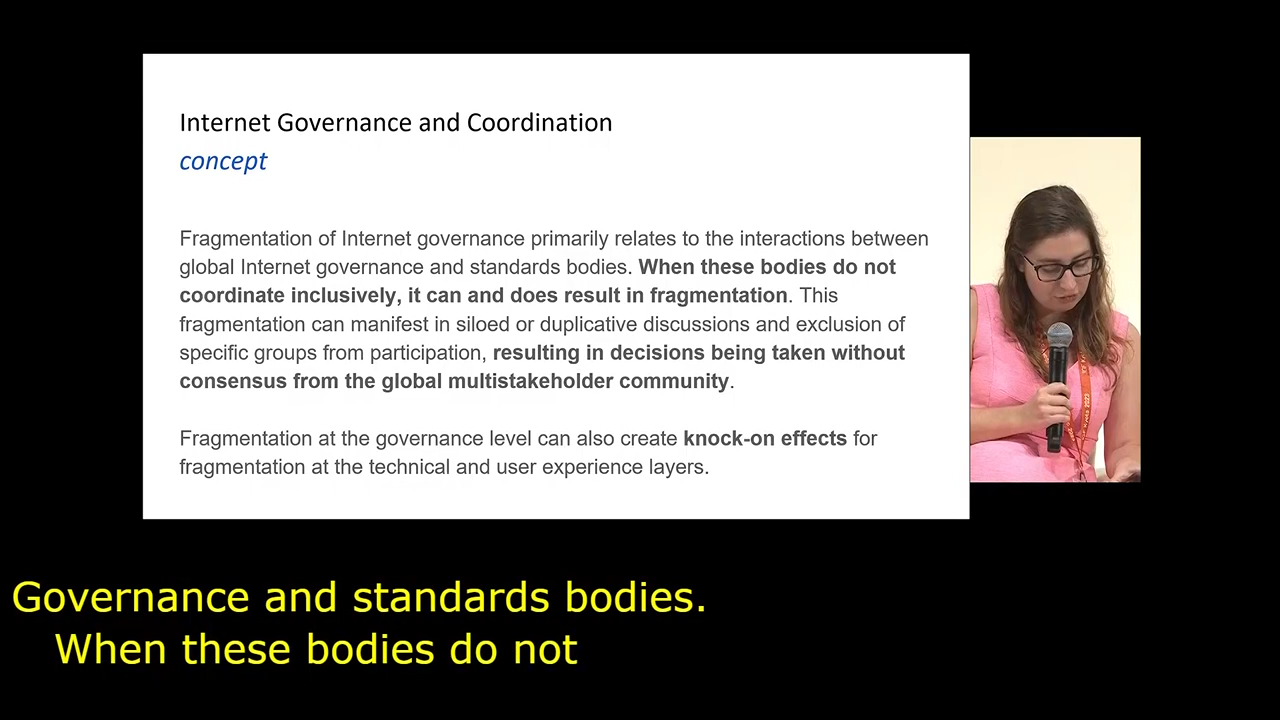 Internet Governance and Coordination
concept
Fragmentation of Internet governance primarily relates to the interactions between
global Internet governance and standards bodies. When these bodies do not
coordinate inclusively, it can and does result in fragmentation. This
fragmentation can manifest in siloed or duplicative discussions and exclusion of
specific groups from participation, resulting in decisions being taken without
consensus from the global multistakeholder community.
Fragmentation at the governance level can also create knock-on effects for
fragmentation at the technical and user experience layers.
Governance and standards bodies.
When these bodies do not